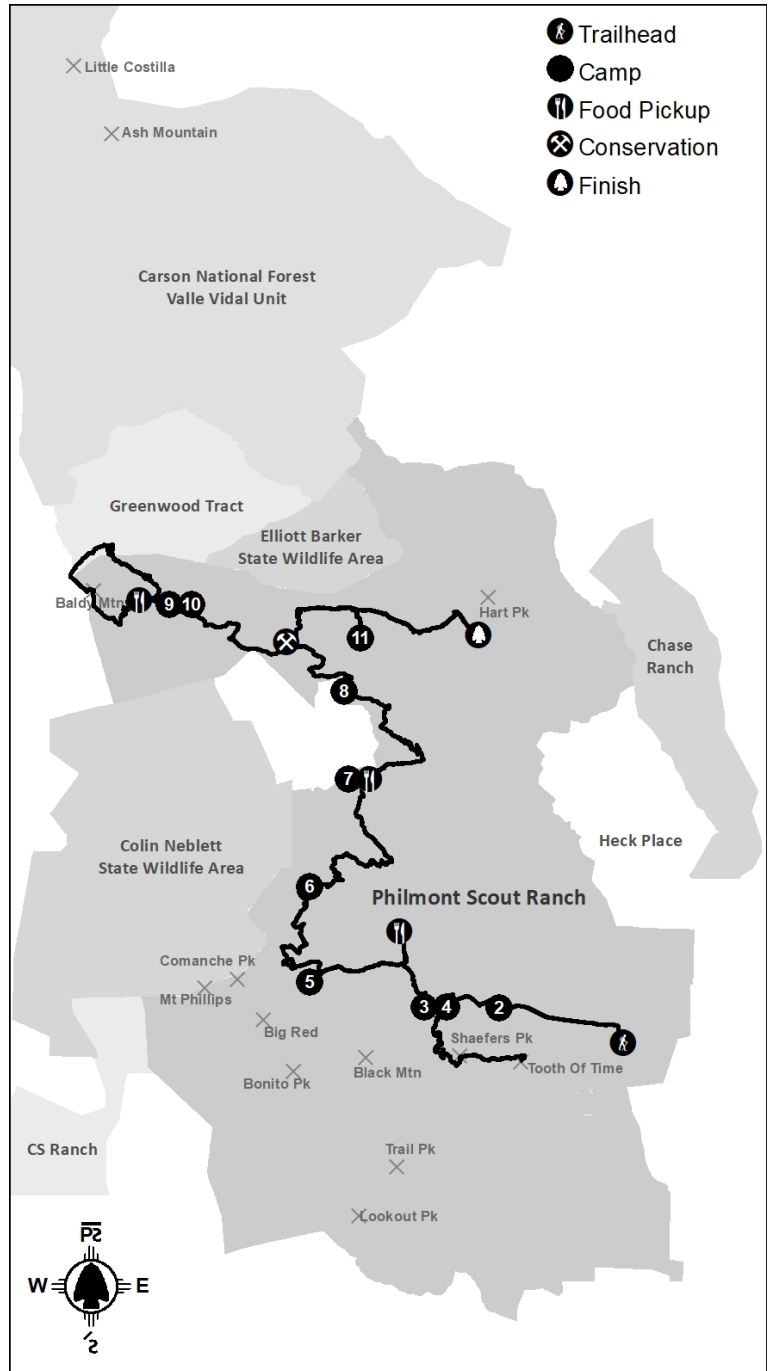 Trailhead
Camp
Food Pickup
Conservation
Finish
Little Costilla
Ash Mountain
Carson National Forest
Valle Vidal Unit
Greenwood Tract
Elliott Barker
State Wildlife Area
Baldy Mtn
9
10
11
Hart Pk
Chase
Ranch
8
7
Colin Neblett
State Wildlife Area
Heck Place
6
Philmont Scout Ranch
Comanche Pk
Mt Phillips
5
3
4
2
Big Red
Shaefers Pk
Bonito Pk
Black Mtn
Tooth Of Time
CS Ranch
Trail Pk
Lookout Pk
W
E